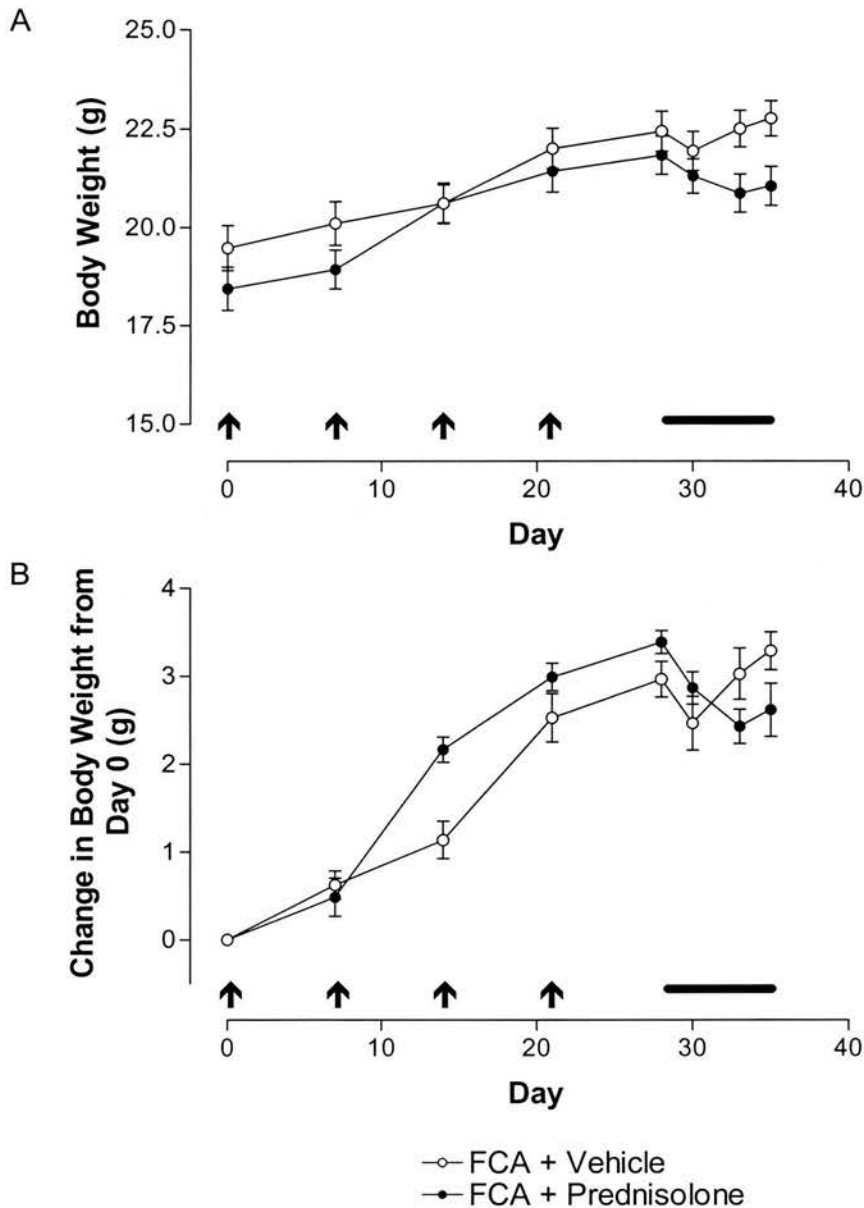 A
25.0
22.5
20.0
17.5
15.0
Body Weight (g)
0 10 20 30 40
Day
B
4
3
2
1
0
Change in Body Weight from
Day 0 (g)
0 10 20 30 40
Day
FCA + Vehicle
FCA + Prednisolone